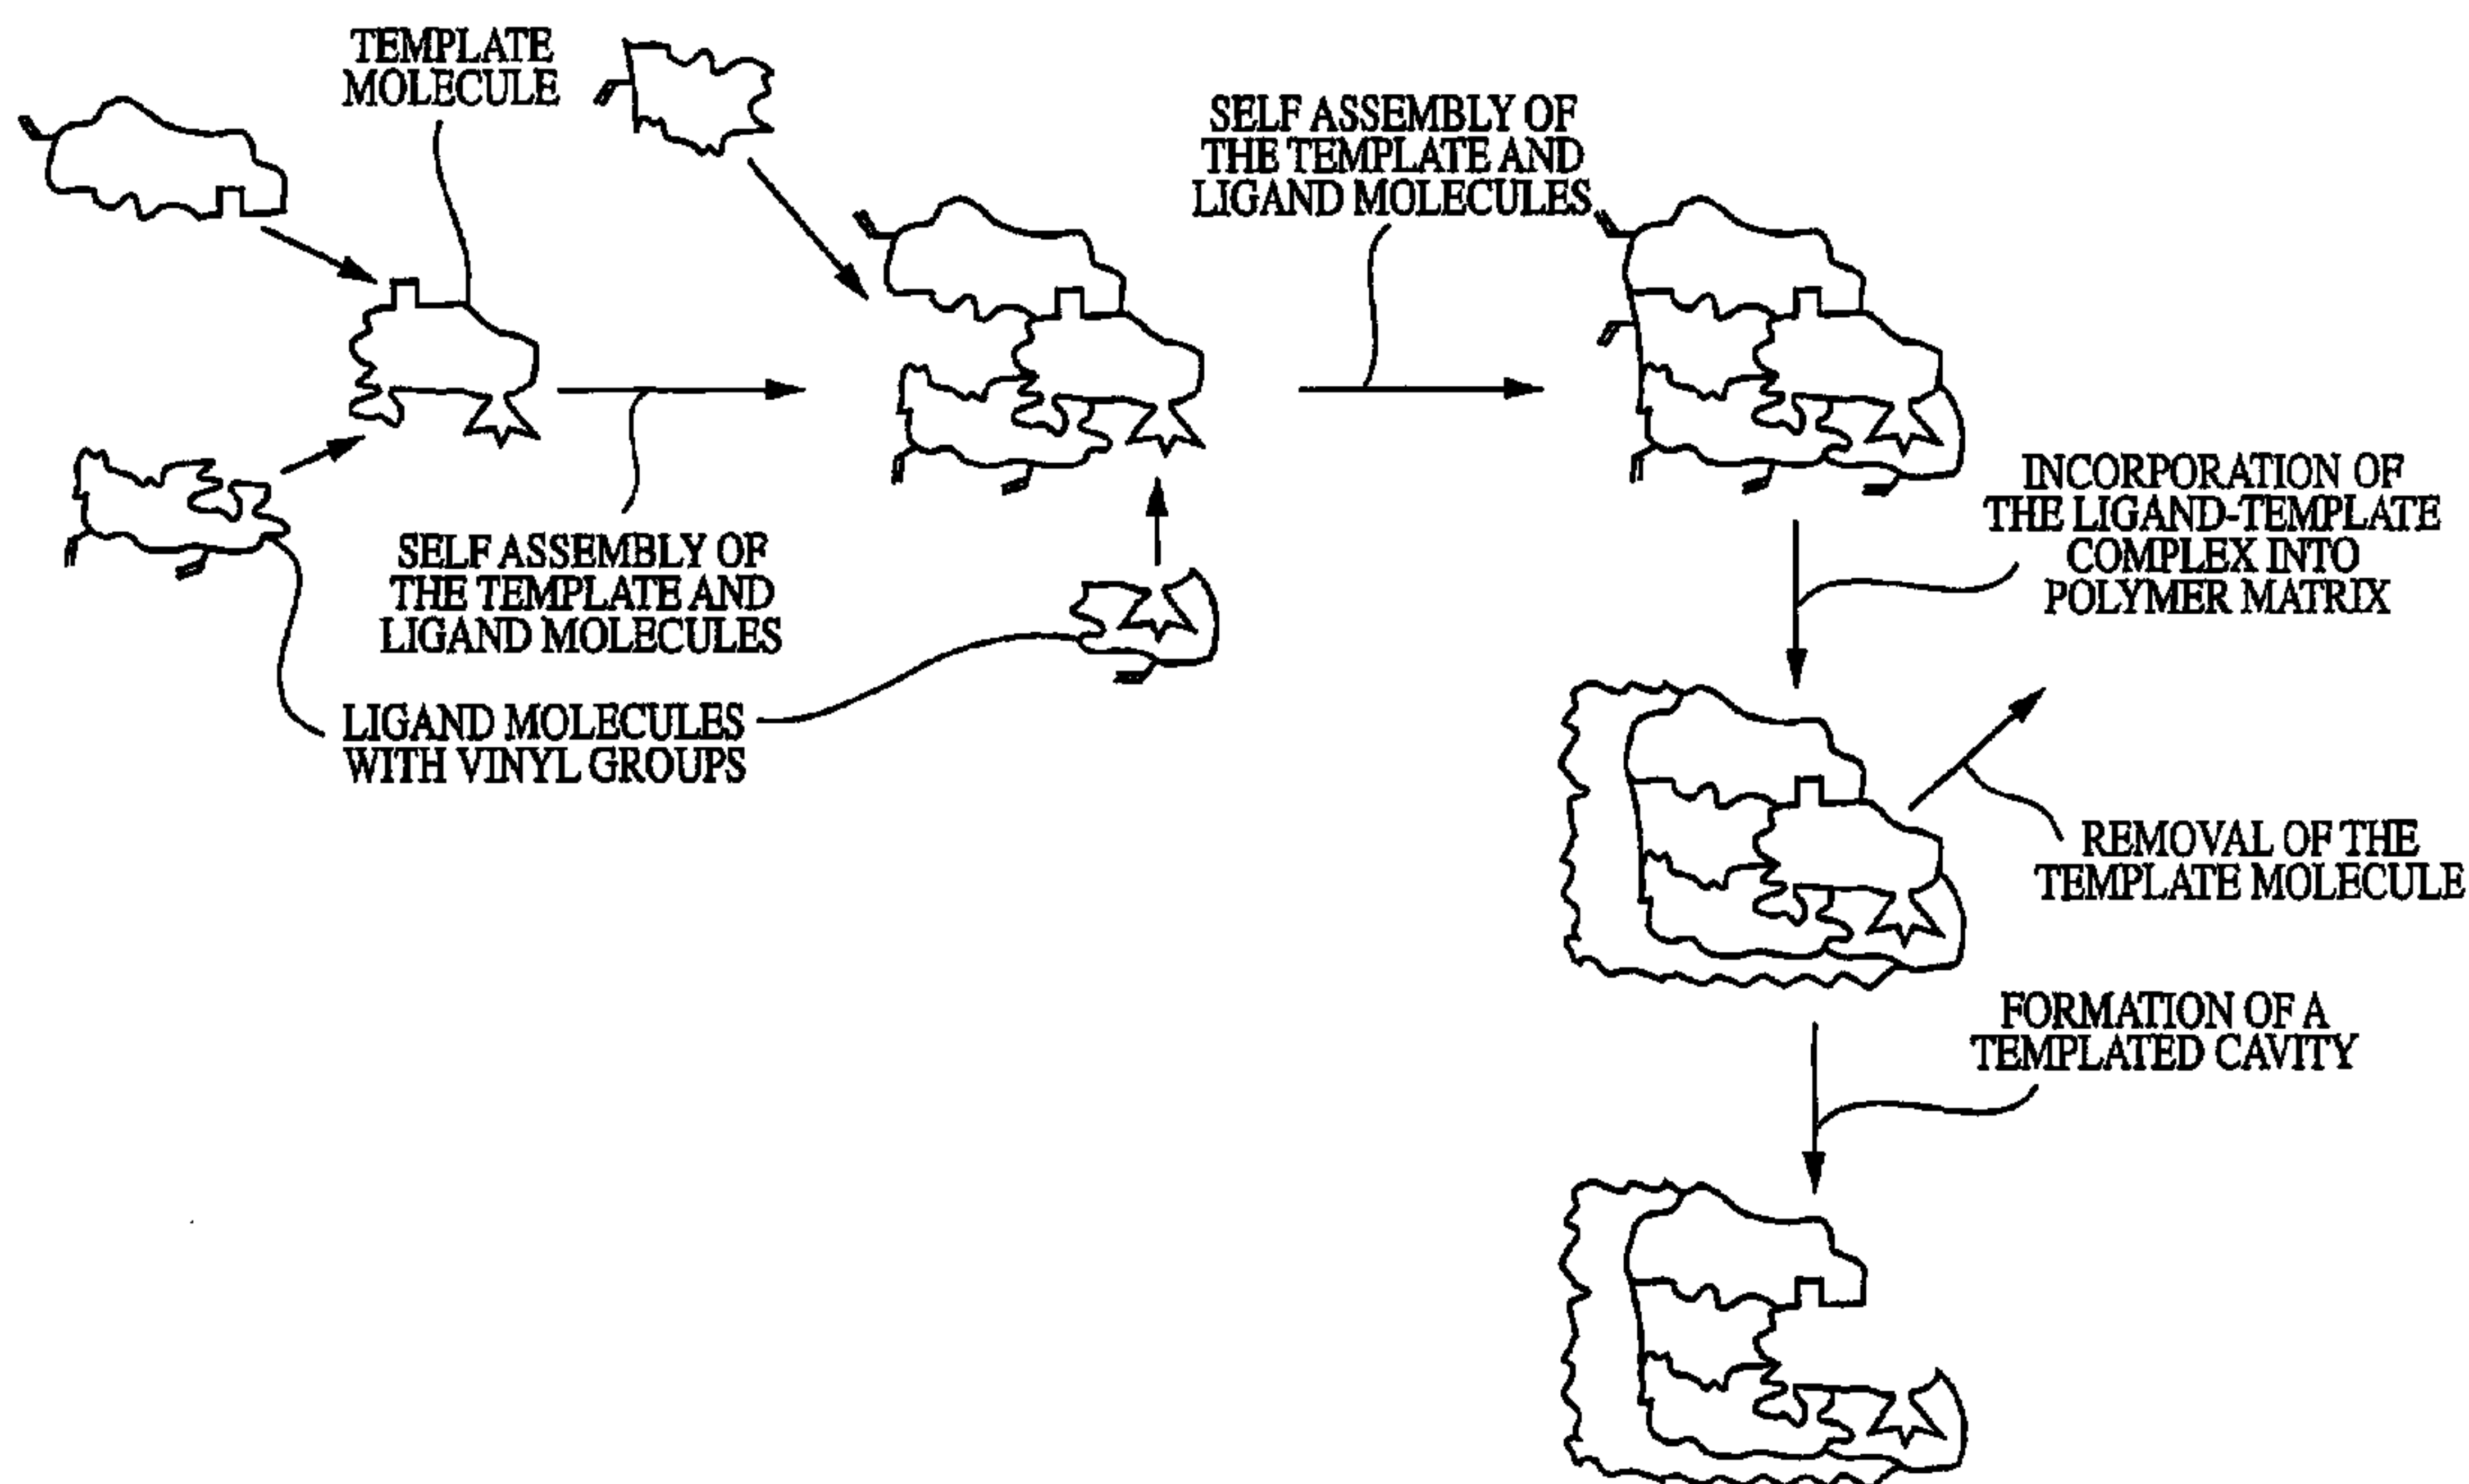 TEMPLATE
MOLECULE
SELF ASSEMBLY OF
THE TEMPLATE AND
LIGAND MOLECULES
SELF ASSEMBLY OF
THE TEMPLATE AND
LIGAND MOLECULES
LIGAND MOLECULES
WITH VINYL GROUPS
INCORPORATION OF
THE LIGAND-TEMPLATE
COMPLEX INTO
POLYMER MATRIX
REMOVAL OF THE
TEMPLATE MOLECULE
FORMATION OF A
TEMPLATED CAVITY